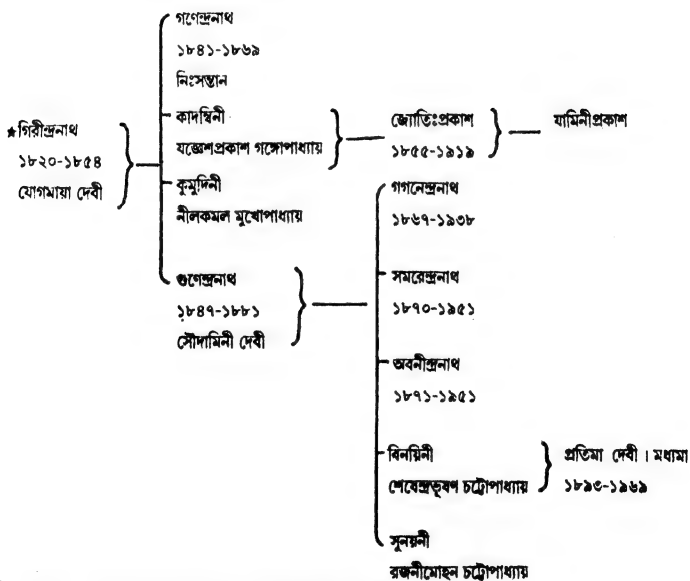 গণেন্দ্রনাথ
১৮৪১-১৮৬৯
নিঃসন্তান
★গিরীন্দ্রনাথ
১৮২০-১৮৫৪
যোগমায়া দেবী
কাদম্বিনী
যজ্ঞেশপ্রকাশ গঙ্গোপাধ্যায়
জ্যোতিঃপ্রকাশ
১৮৫৫-১৯১৯
যামিনীপ্রকাশ
কুমুদিনী
নীলকমল মুখোপাধ্যায়
গুণেন্দ্রনাথ
১৮৪৭-১৮৮১
সৌদামিনী দেবী
গগনেন্দ্রনাথ
১৮৬৭-১৯৩৮
সমরেন্দ্রনাথ
১৮৭০-১৯৫১
অবনীন্দ্রনাথ
১৮৭১-১৯৫১
বিনয়িনী
শেষেন্দ্রভূষণ চট্টোপাধ্যায়
প্রতিমা দেবী । মধ্যমা
১৮৯৩-১৯৬৯
সুনয়নী
রজনীমোহন চট্টোপাধ্যায়